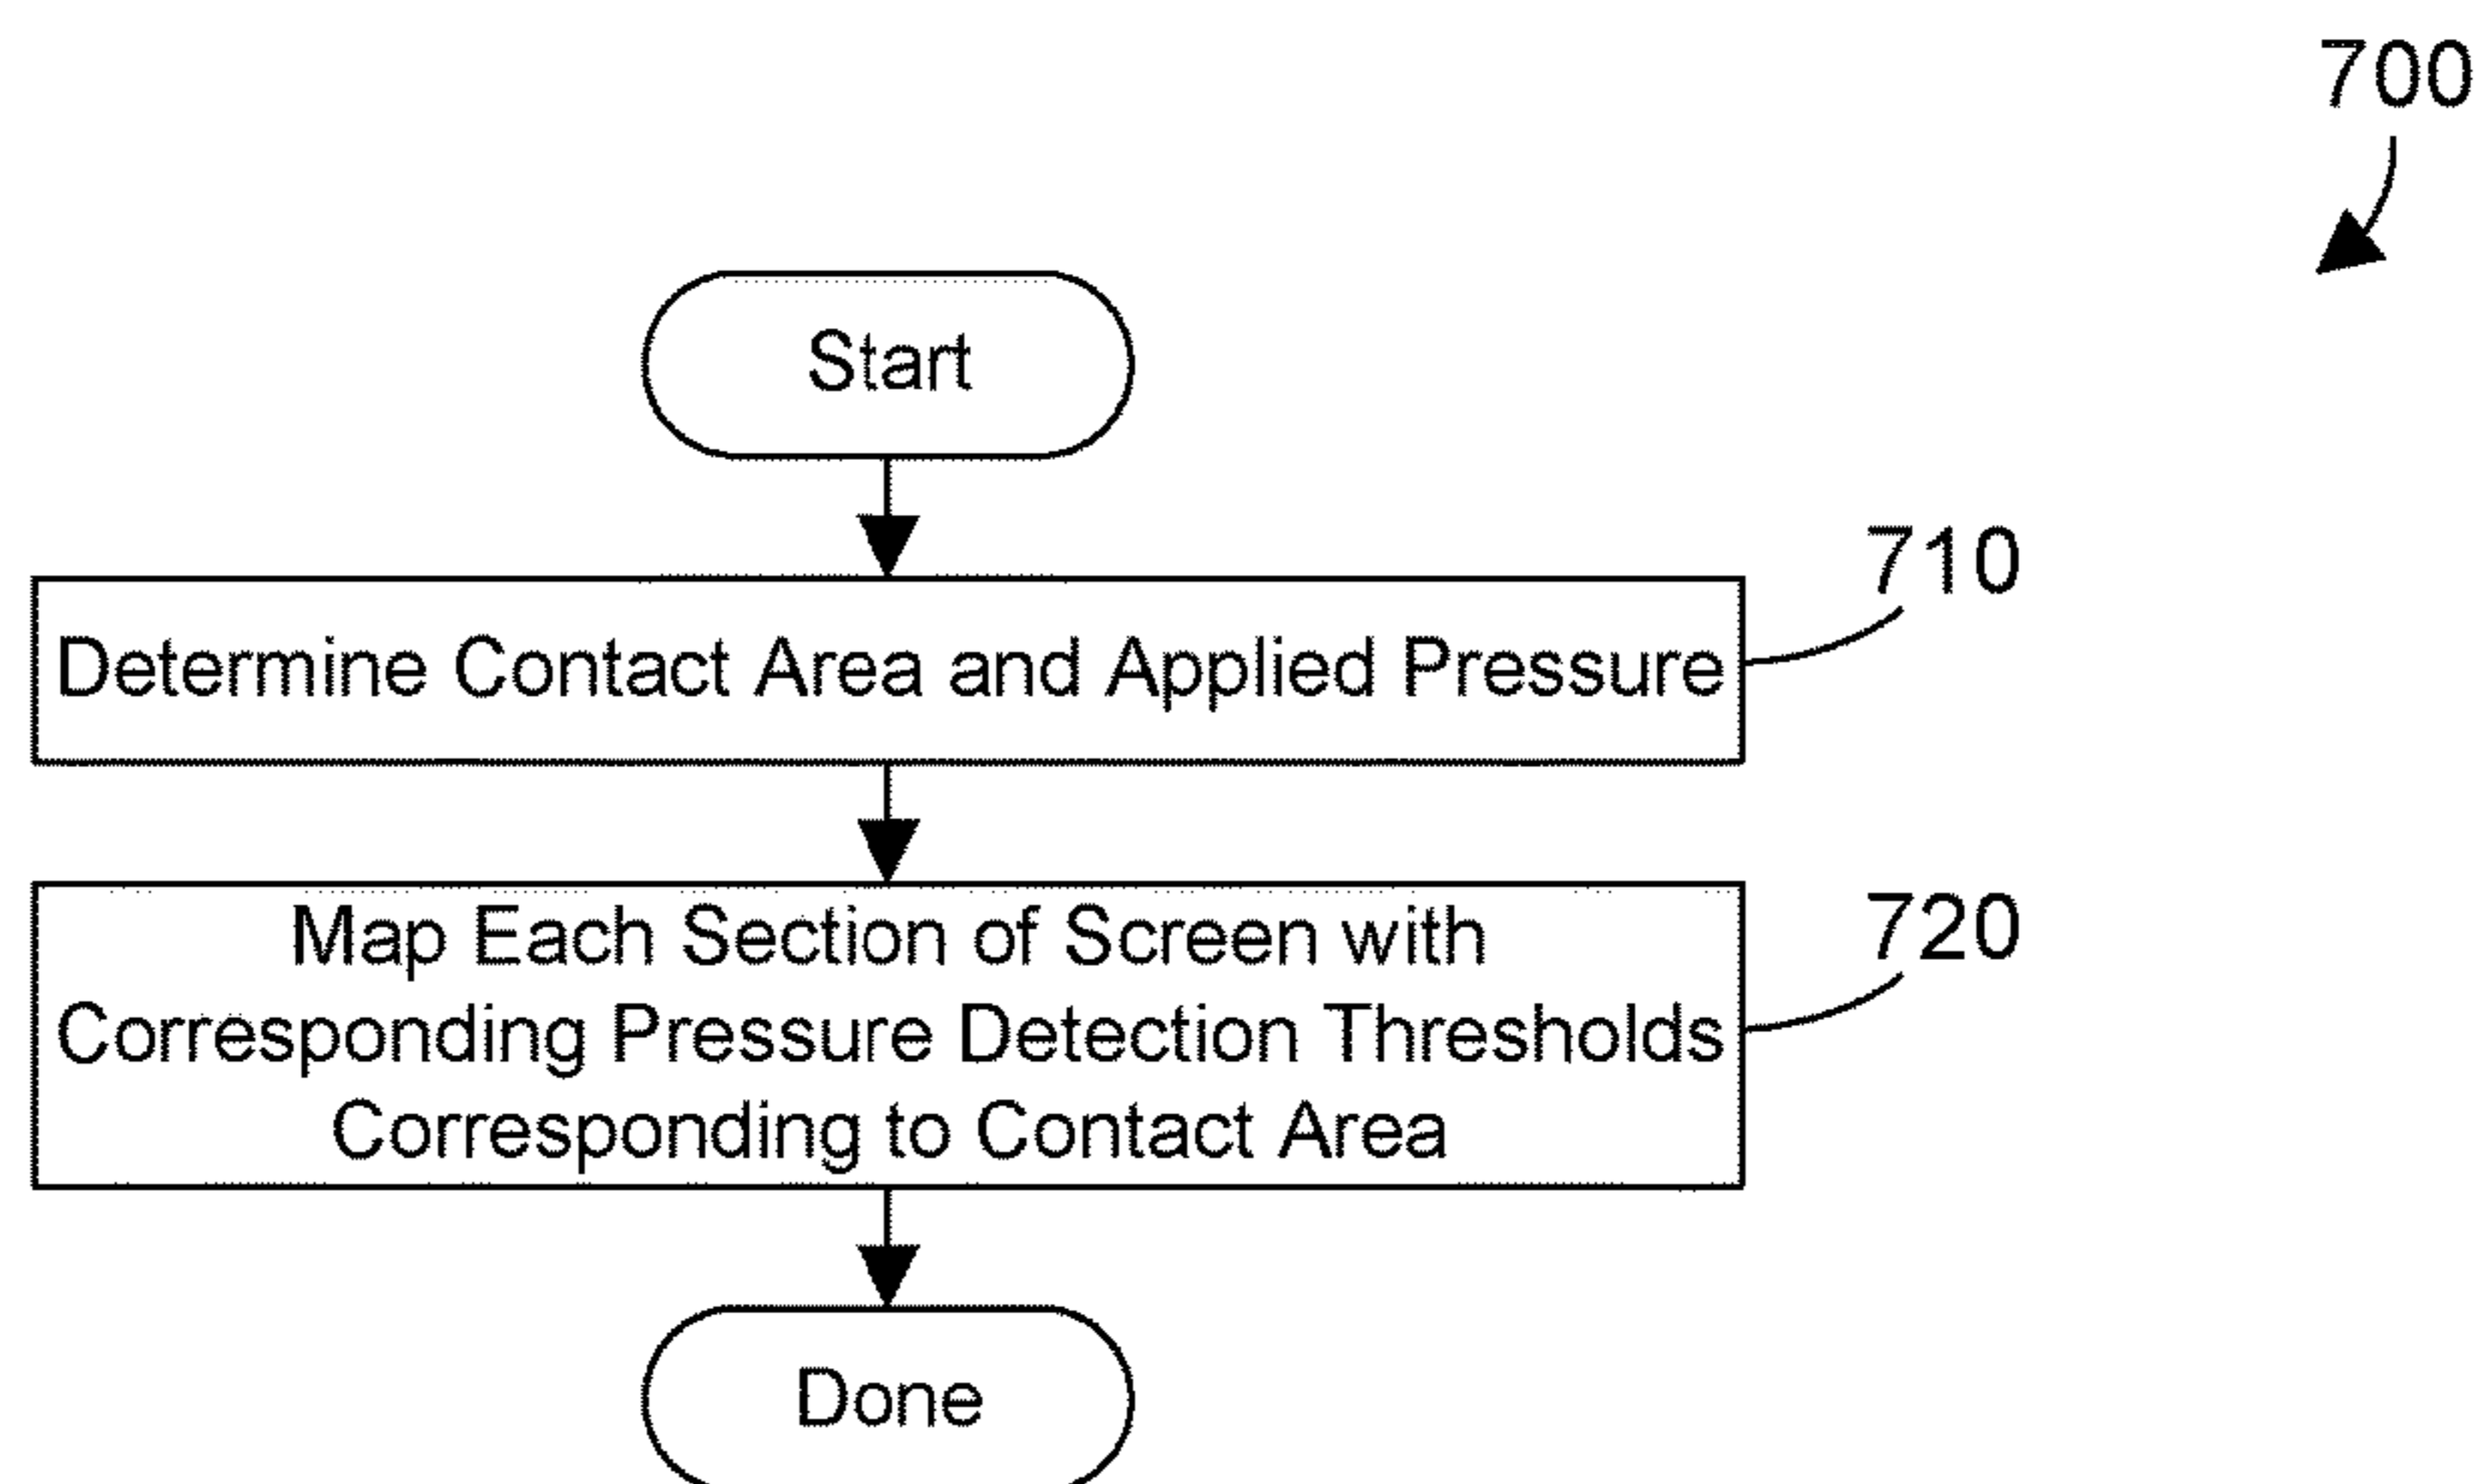 700
Start
710
Determine Contact Area and Applied Pressure
720
Map Each Section of Screen with
Corresponding Pressure Detection Thresholds
Corresponding to Contact Area
Done